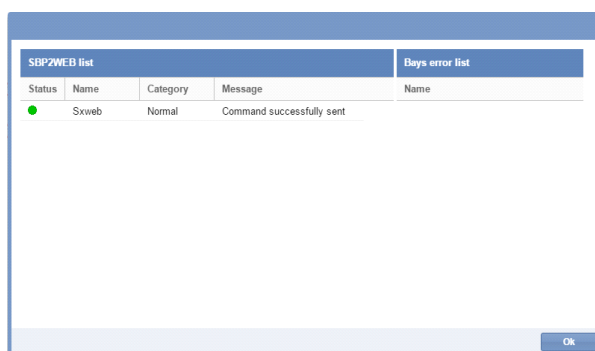 SBP2WEB list Bays error list
Status Name Category Message Name
Sxweb Normal Command successfully sent
Ok